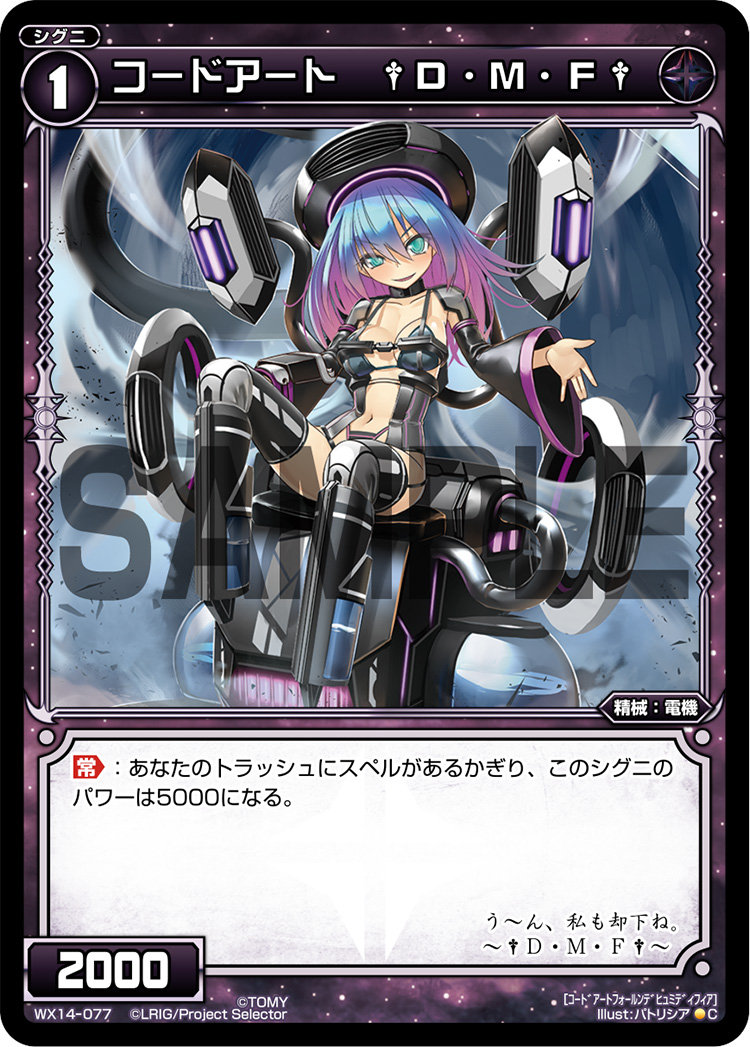 シグニ
1
コードアート †D・M・F†
SAMPLE
精械：電機
常：あなたのトラッシュにスペルがあるかぎり、このシグニの
パワーは5000になる。
う～ん、私も却下ね。
～†D・M・F†～
2000
WX14-077 ©LRIG/Project Selector
©TOMY
[コードアートフォールンデヒュミディフィア]
Illust:パトリシア C